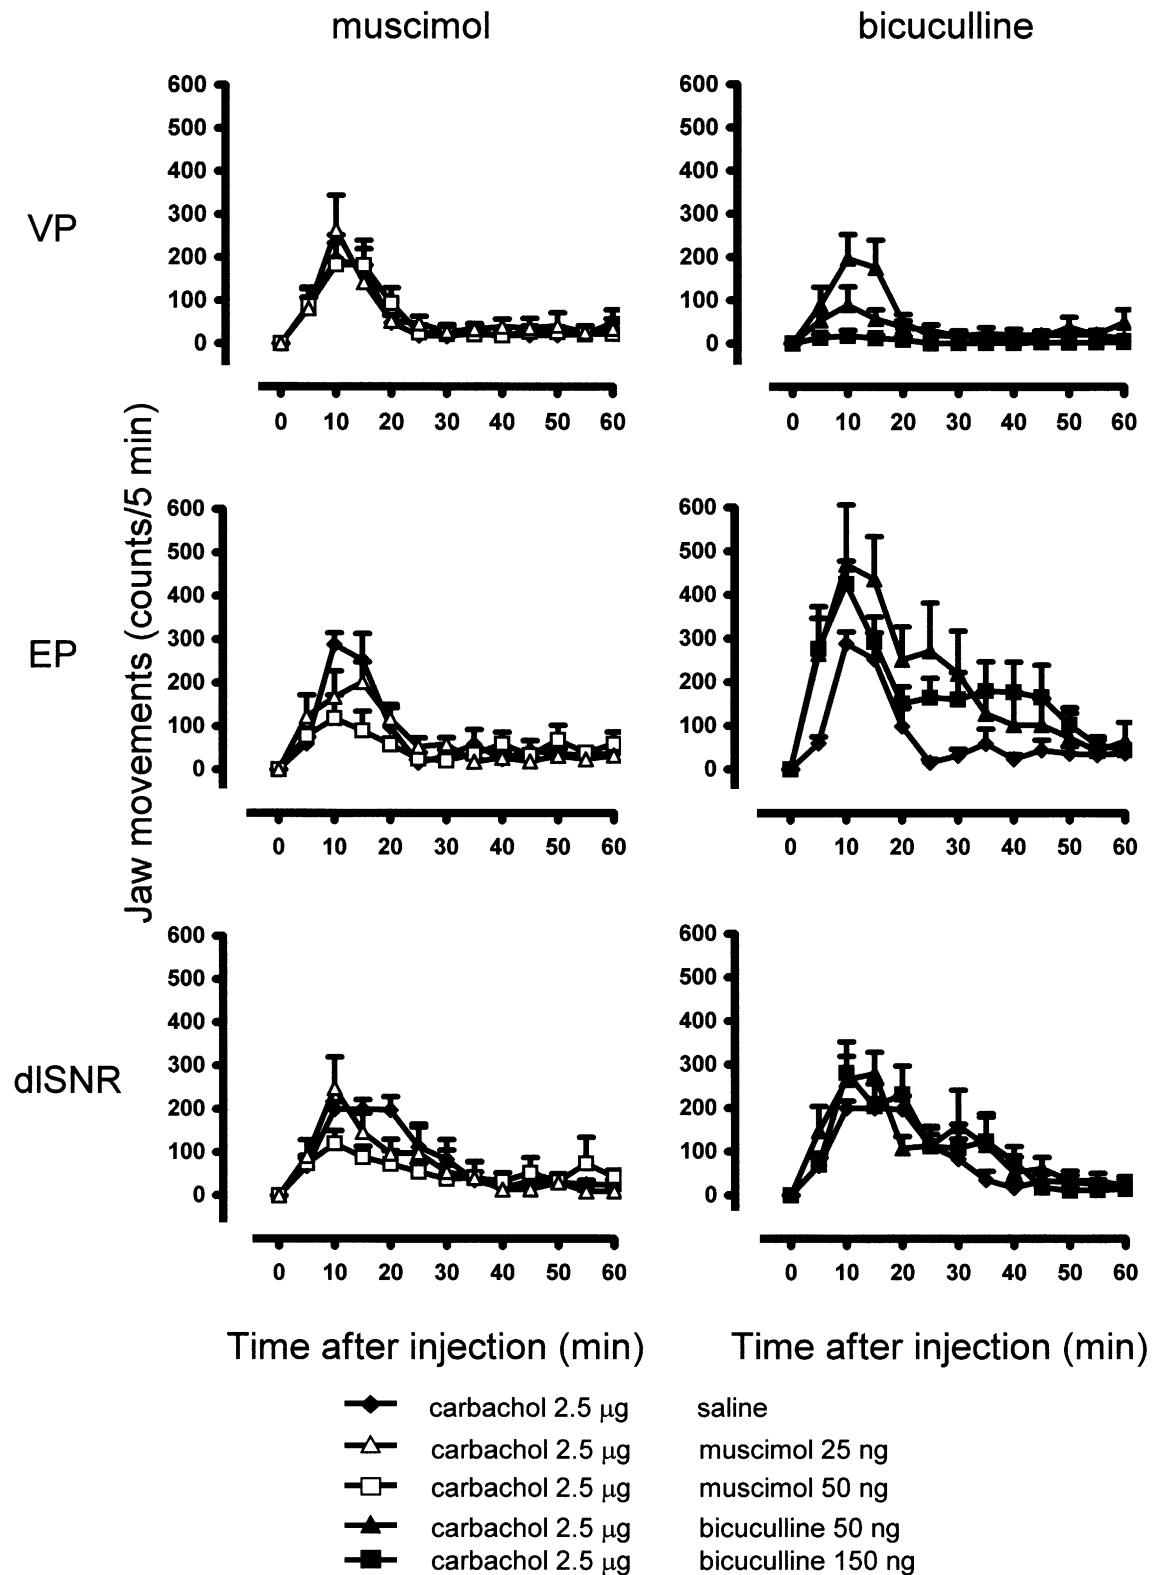 muscimol
bicuculline
VP
600
500
400
300
200
100
0
0 10 20 30 40 50 60
600
500
400
300
200
100
0
0 10 20 30 40 50 60
Jaw movements (counts/5 min)
EP
600
500
400
300
200
100
0
0 10 20 30 40 50 60
600
500
400
300
200
100
0
0 10 20 30 40 50 60
dlSNR
600
500
400
300
200
100
0
0 10 20 30 40 50 60
600
500
400
300
200
100
0
0 10 20 30 40 50 60
Time after injection (min)
Time after injection (min)
carbachol 2.5 μg saline
carbachol 2.5 μg muscimol 25 ng
carbachol 2.5 μg muscimol 50 ng
carbachol 2.5 μg bicuculline 50 ng
carbachol 2.5 μg bicuculline 150 ng